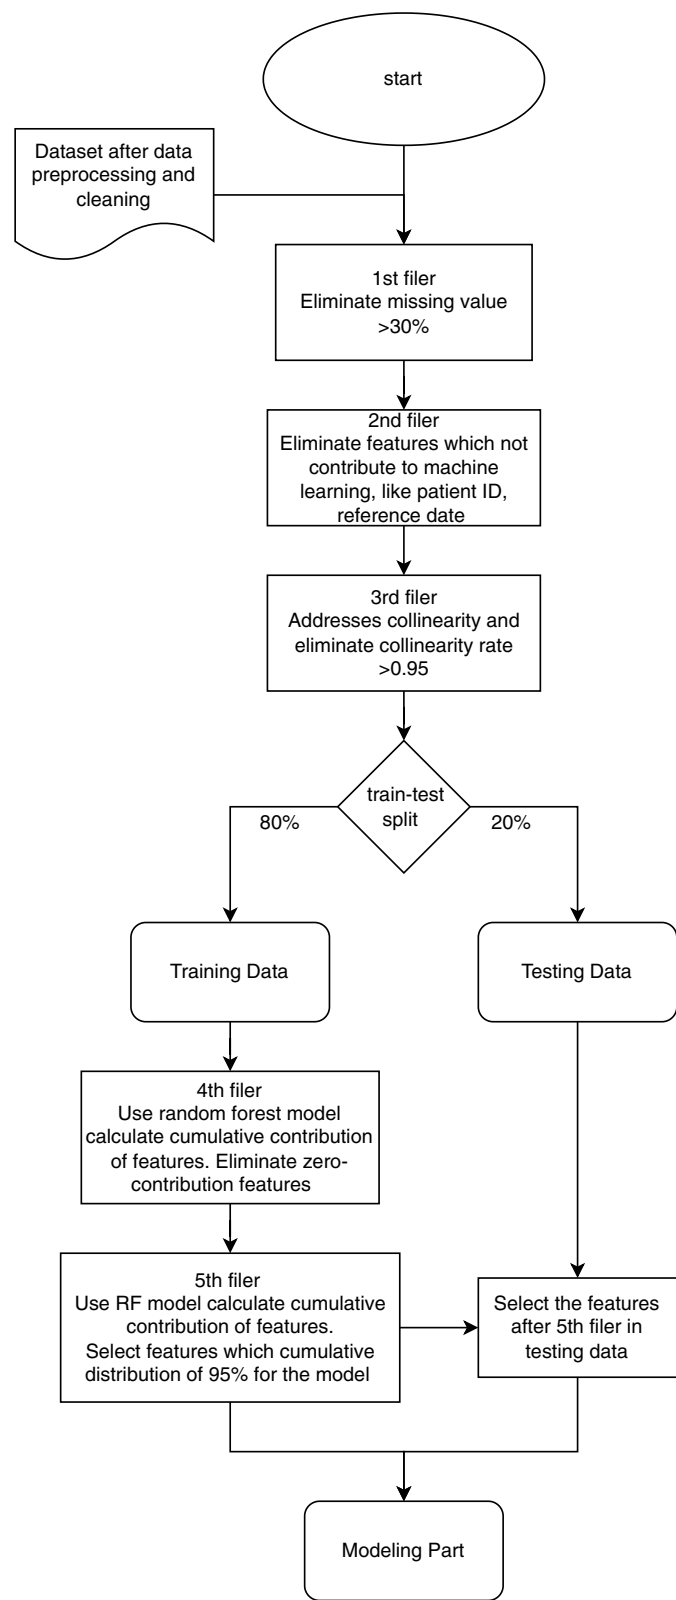 start
Dataset after data
preprocessing and
cleaning
1st filer
Eliminate missing value
>30%
2nd filer
Eliminate features which not
contribute to machine
learning, like patient ID,
reference date
3rd filer
Addresses collinearity and
eliminate collinearity rate
>0.95
train-test
split
80%
20%
Training Data
Testing Data
4th filer
Use random forest model
calculate cumulative contribution
of features. Eliminate zero-
contribution features
5th filer
Use RF model calculate cumulative
contribution of features.
Select features which cumulative
distribution of 95% for the model
Select the features
after 5th filer in
testing data
Modeling Part